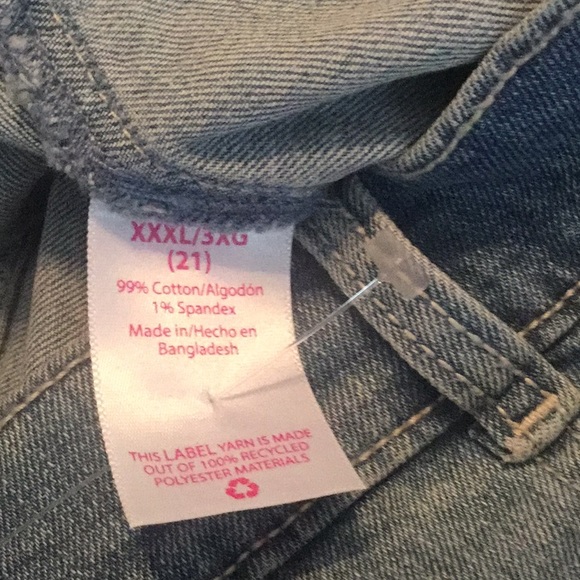 XXXL/3XG
(21)
99% Cotton/Algodón
1% Spandex
Made in/Hecho en
Bangladesh
THIS LABEL YARN IS MADE
OUT OF 100% RECYCLED
POLYESTER MATERIALS